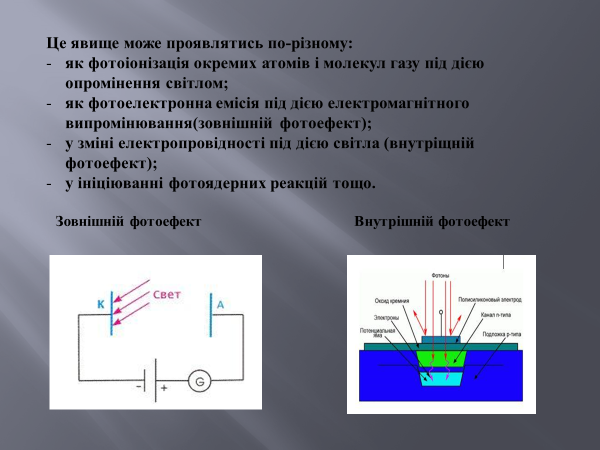 Це явище може проявлятись по-різному:
- як фотоіонізація окремих атомів і молекул газу під дією
опромінення світлом;
- як фотоелектронна емісія під дією електромагнітного
випромінювання(зовнішній фотоефект);
- у зміні електропровідності під дією світла (внутріщній
фотоефект);
- у ініціюванні фотоядерних реакцій тощо.
Зовнішній фотоефект
Внутрішній фотоефект
К
Свет
А
-
+
G
Фотоны
Оксид кремния
Поликсилиновый электрод
Электроны
Канал n-типа
Потенциальная
яма
Подложка p-типа